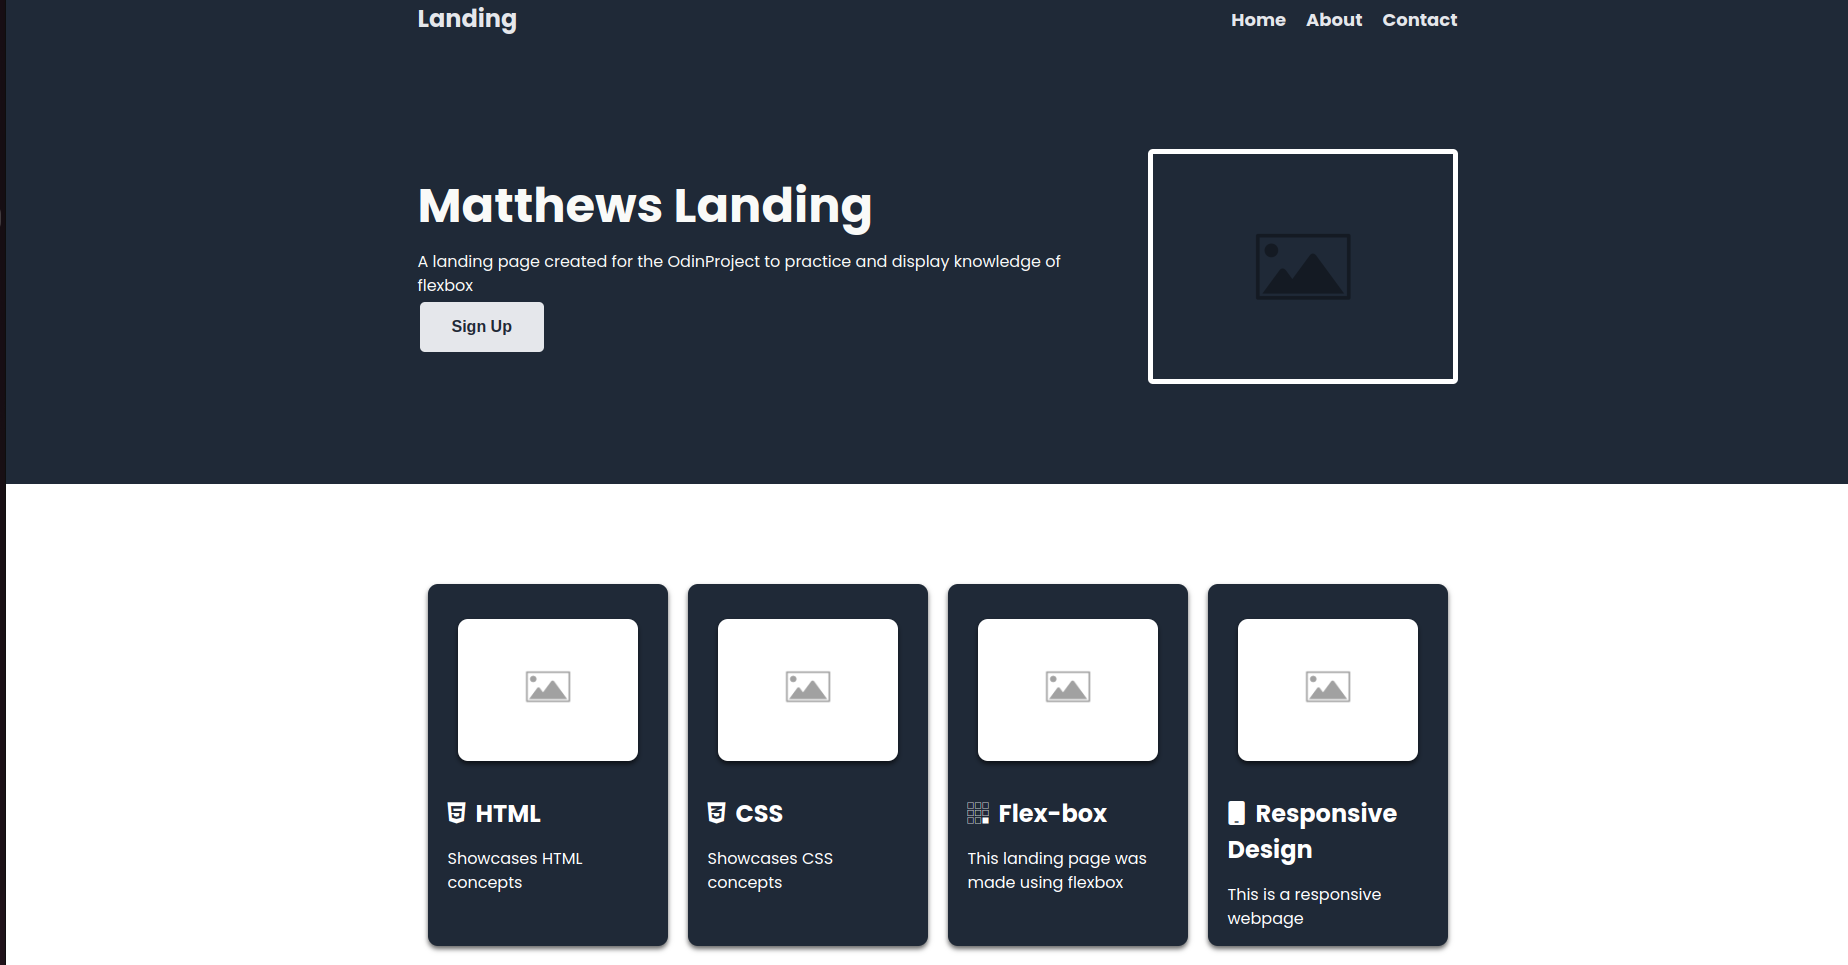 Landing
Home About Contact
Matthews Landing
A landing page created for the OdinProject to practice and display knowledge of
flexbox
Sign Up
HTML
Showcases HTML
concepts
CSS
Showcases CSS
concepts
Flex-box
This landing page was
made using flexbox
Responsive
Design
This is a responsive
webpage